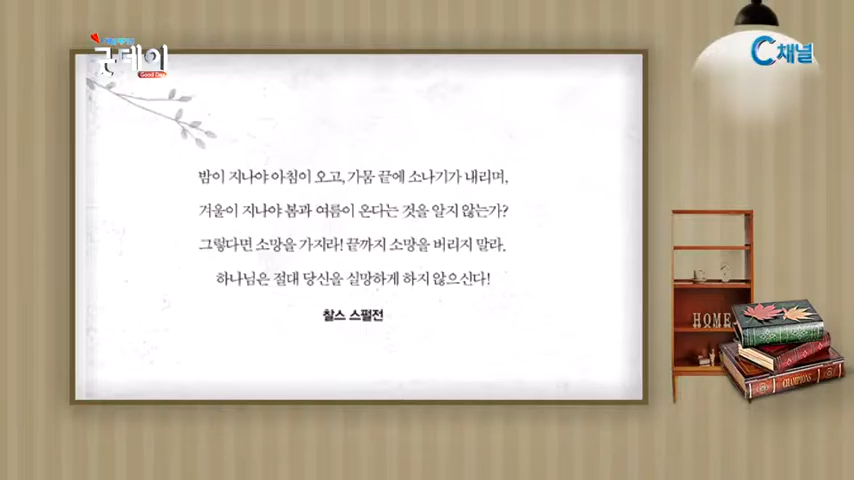 굿데이
Good Day
C채널
밤이 지나야 아침이 오고, 가뭄 끝에 소나기가 내리며,
겨울이 지나야 봄과 여름이 온다는 것을 알지 않는가?
그렇다면 소망을 가지라! 끝까지 소망을 버리지 말라.
하나님은 절대 당신을 실망하게 하지 않으신다!
찰스 스펄전
HOME
CHAMPIONS